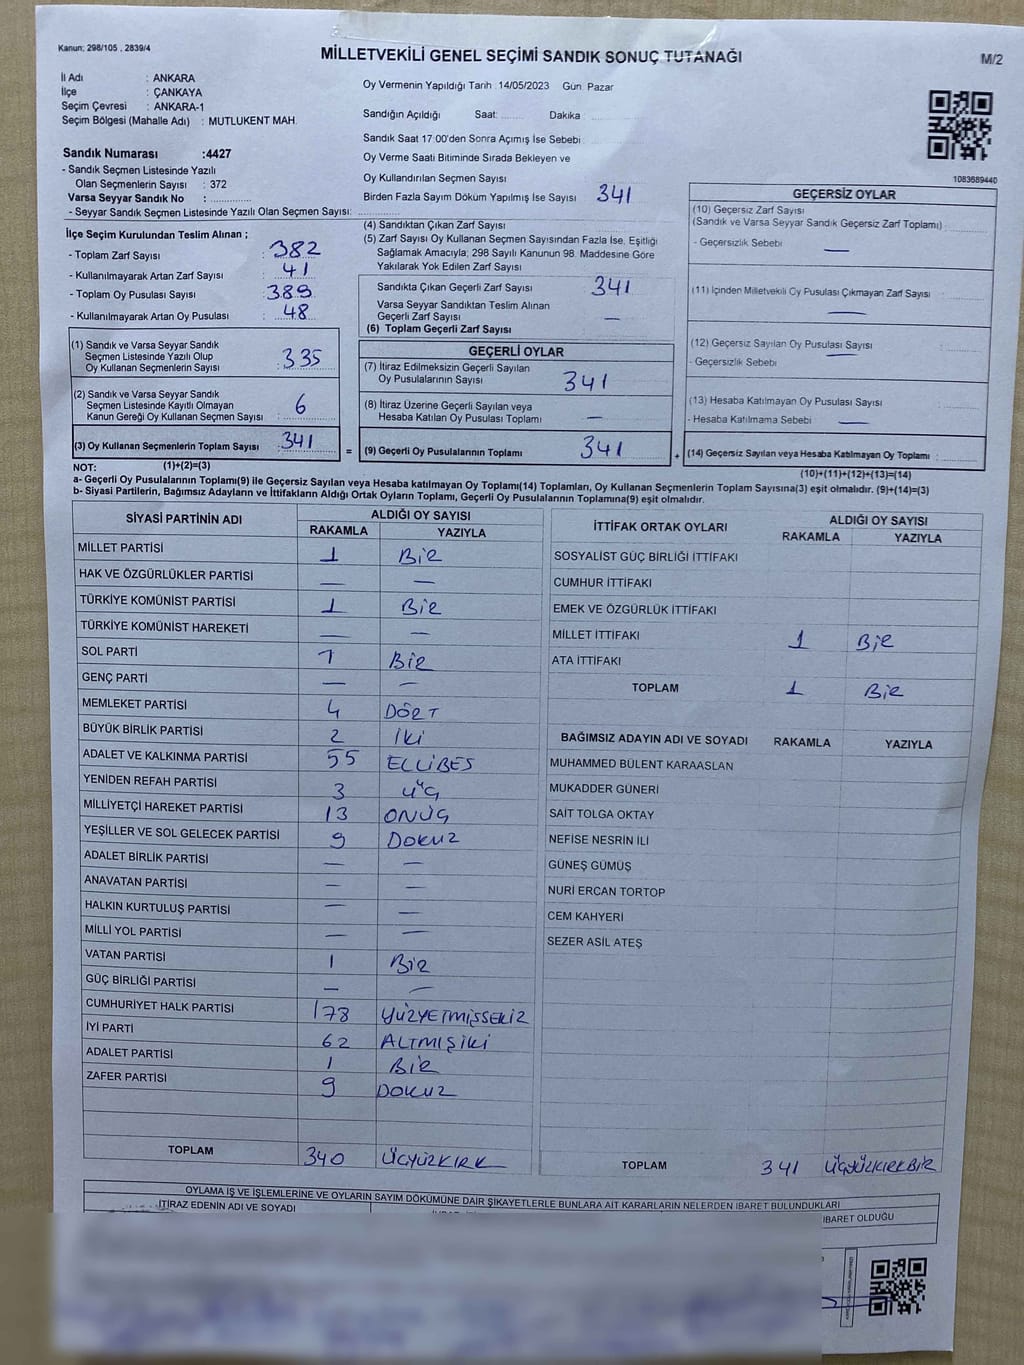 Kanun; 298/105 , 2839/4
MİLLETVEKİLİ GENEL SEÇİMİ SANDIK SONUÇ TUTANAĞI
M/2
İl Adı : ANKARA
İlçe : ÇANKAYA
Seçim Çevresi : ANKARA-1
Seçim Bölgesi (Mahalle Adı) : MUTLUKENT MAH.
Oy Vermenin Yapıldığı Tarih :14/05/2023 Gün: Pazar
Sandığın Açıldığı Saat: Dakika :
Sandık Saat 17:00'den Sonra Açımış İse Sebebi :
Oy Verme Saati Bitiminde Sırada Bekleyen ve
Oy Kullandırılan Seçmen Sayısı
Birden Fazla Sayım Döküm Yapılmış İse Sayısı 341
1083689440
Sandık Numarası :4427
- Sandık Seçmen Listesinde Yazılı
Olan Seçmenlerin Sayısı : 372
Varsa Seyyar Sandık No :
- Seyyar Sandık Seçmen Listesinde Yazılı Olan Seçmen Sayısı:
İlçe Seçim Kurulundan Teslim Alınan ;
- Toplam Zarf Sayısı : 382
- Kullanılmayarak Artan Zarf Sayısı : 41
- Toplam Oy Pusulası Sayısı : 389
- Kullanılmayarak Artan Oy Pusulası : 48
(1) Sandık ve Varsa Seyyar Sandık
Seçmen Listesinde Yazılı Olup
Oy Kullanan Seçmenlerin Sayısı : 335
(2) Sandık ve Varsa Seyyar Sandık
Seçmen Listesinde Kayıtlı Olmayan
Kanun Gereği Oy Kullanan Seçmen Sayısı : 6
(3) Oy Kullanan Seçmenlerin Toplam Sayısı : 341
(4) Sandıktan Çıkan Zarf Sayısı
(5) Zarf Sayısı Oy Kullanan Seçmen Sayısından Fazla İse, Eşitliği
Sağlamak Amacıyla; 298 Sayılı Kanunun 98. Maddesine Göre
Yakılarak Yok Edilen Zarf Sayısı
Sandıkta Çıkan Geçerli Zarf Sayısı 341
Varsa Seyyar Sandıktan Teslim Alınan
Geçerli Zarf Sayısı —
(6) Toplam Geçerli Zarf Sayısı
GEÇERLİ OYLAR
(7) İtiraz Edilmeksizin Geçerli Sayılan
Oy Pusulalarının Sayısı 341
(8) İtiraz Üzerine Geçerli Sayılan veya
Hesaba Katılan Oy Pusulası Toplamı —
= (9) Geçerli Oy Pusulalarının Toplamı 341 +
GEÇERSİZ OYLAR
(10) Geçersiz Zarf Sayısı
(Sandık ve Varsa Seyyar Sandık Geçersiz Zarf Toplamı)
- Geçersizlik Sebebi : —
(11) İçinden Milletvekili Oy Pusulası Çıkmayan Zarf Sayısı
—
(12) Geçersiz Sayılan Oy Pusulası Sayısı
- Geçersizlik Sebebi : —
(13) Hesaba Katılmayan Oy Pusulası Sayısı
- Hesaba Katılmama Sebebi : —
(14) Geçersiz Sayılan veya Hesaba Katılmayan Oy Toplamı :
NOT: (1)+(2)=(3)
(10)+(11)+(12)+(13)=(14)
a- Geçerli Oy Pusulalarının Toplamı(9) ile Geçersiz Sayılan veya Hesaba katılmayan Oy Toplamı(14) Toplamları, Oy Kullanan Seçmenlerin Toplam Sayısına(3) eşit olmalıdır. (9)+(14)=(3)
b- Siyasi Partilerin, Bağımsız Adayların ve İttifakların Aldığı Ortak Oyların Toplamı, Geçerli Oy Pusulalarının Toplamına(9) eşit olmalıdır.
SİYASİ PARTİNİN ADI ALDIĞI OY SAYISI
RAKAMLA YAZIYLA
MİLLET PARTİSİ 1 BİR
HAK VE ÖZGÜRLÜKLER PARTİSİ — —
TÜRKİYE KOMÜNİST PARTİSİ 1 BİR
TÜRKİYE KOMÜNİST HAREKETİ — —
SOL PARTİ 1 BİR
GENÇ PARTİ — —
MEMLEKET PARTİSİ 4 DÖRT
BÜYÜK BİRLİK PARTİSİ 2 İKİ
ADALET VE KALKINMA PARTİSİ 55 ELLİBEŞ
YENİDEN REFAH PARTİSİ 3 ÜÇ
MİLLİYETÇİ HAREKET PARTİSİ 13 ONÜÇ
YEŞİLLER VE SOL GELECEK PARTİSİ 9 DOKUZ
ADALET BİRLİK PARTİSİ — —
ANAVATAN PARTİSİ — —
HALKIN KURTULUŞ PARTİSİ — —
MİLLİ YOL PARTİSİ — —
VATAN PARTİSİ 1 BİR
GÜÇ BİRLİĞİ PARTİSİ — —
CUMHURİYET HALK PARTİSİ 178 YÜZYETMİŞSEKİZ
İYİ PARTİ 62 ALTMIŞİKİ
ADALET PARTİSİ 1 BİR
ZAFER PARTİSİ 9 DOKUZ
TOPLAM 340 ÜÇYÜZKIRK
İTTİFAK ORTAK OYLARI ALDIĞI OY SAYISI
RAKAMLA YAZIYLA
SOSYALİST GÜÇ BİRLİĞİ İTTİFAKI
CUMHUR İTTİFAKI
EMEK VE ÖZGÜRLÜK İTTİFAKI
MİLLET İTTİFAKI 1 BİR
ATA İTTİFAKI
TOPLAM 1 BİR
BAĞIMSIZ ADAYIN ADI VE SOYADI RAKAMLA YAZIYLA
MUHAMMED BÜLENT KARAASLAN
MUKADDER GÜNERİ
SAİT TOLGA OKTAY
NEFİSE NESRİN İLİ
GÜNEŞ GÜMÜŞ
NURİ ERCAN TORTOP
CEM KAHYERİ
SEZER ASİL ATEŞ
TOPLAM 341 ÜÇYÜZKIRKBİR
OYLAMA İŞ VE İŞLEMLERİNE VE OYLARIN SAYIM DÖKÜMÜNE DAİR ŞİKAYETLERLE BUNLARA AİT KARARLARIN NELERDEN İBARET BULUNDUKLARI
İTİRAZ EDENİN ADI VE SOYADI
İBARET OLDUĞU